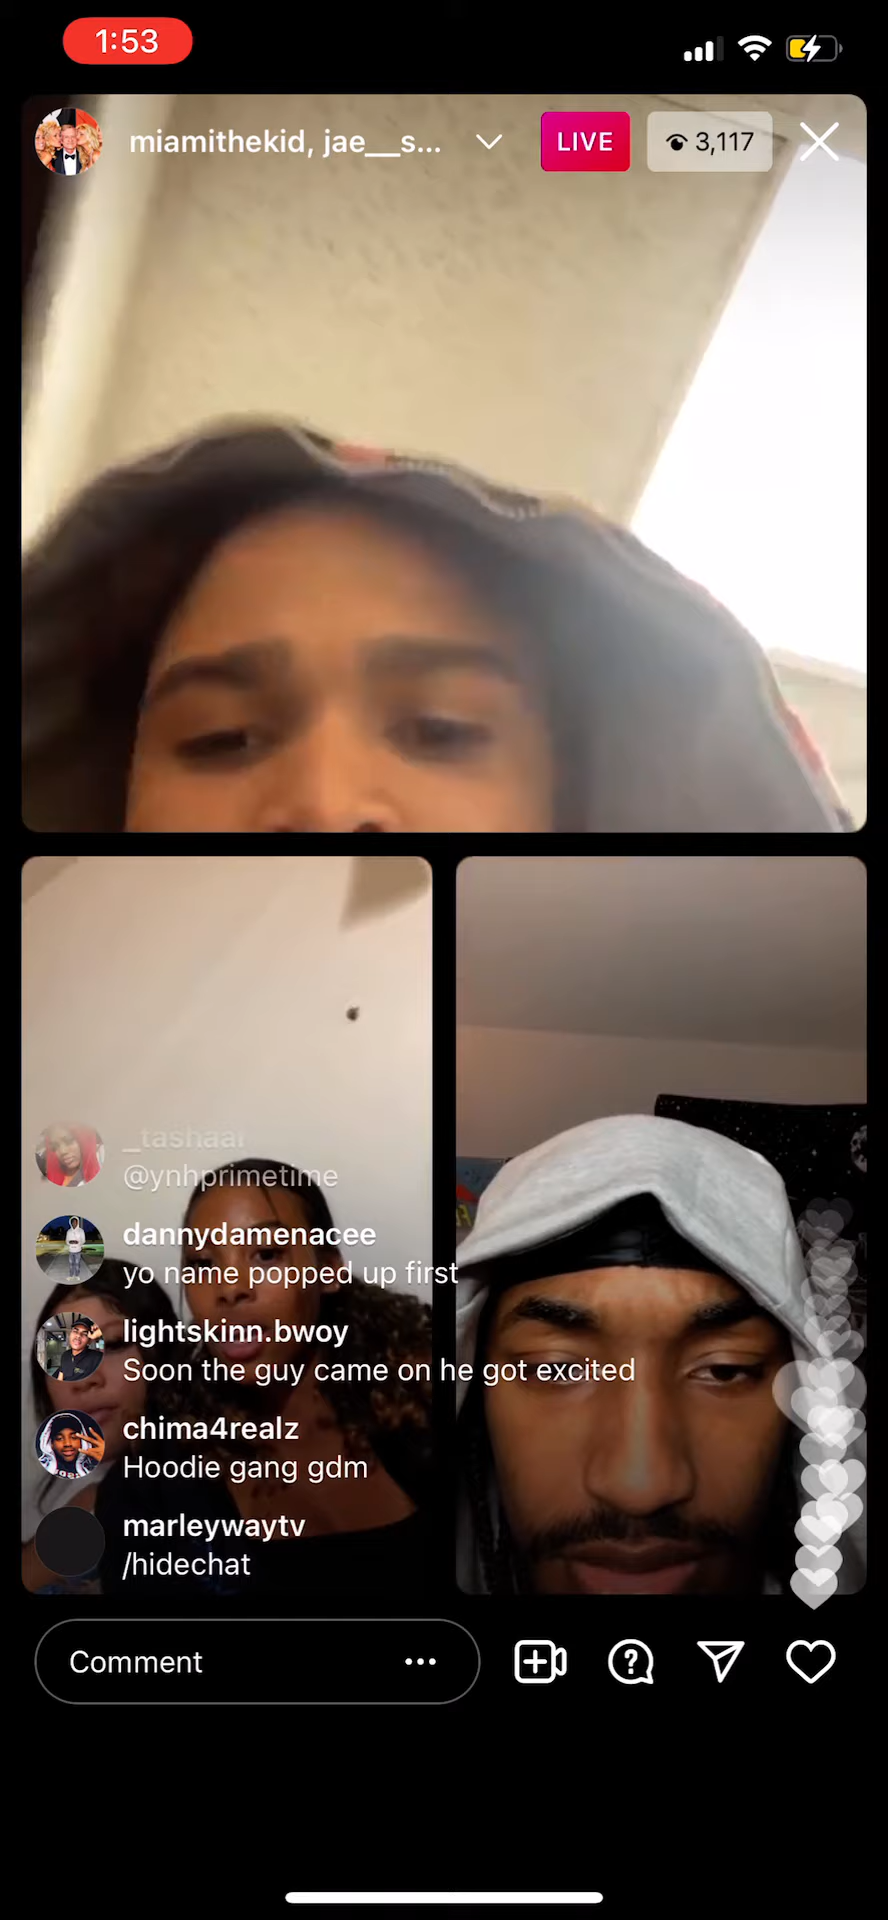 1:53
miamithekid, jae__s...
LIVE
3,117
_tashaar
@ynhprimetime
dannydamenacee
yo name popped up first
lightskinn.bwoy
Soon the guy came on he got excited
chima4realz
Hoodie gang gdm
marleywaytv
/hidechat
Comment